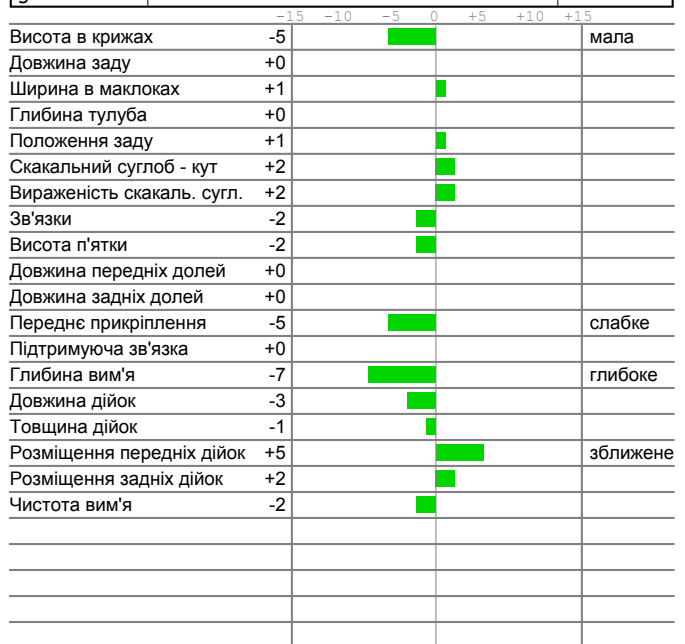 -15 -10 -5 0 +5 +10 +15
Висота в крижах -5 мала
Довжина заду +0
Ширина в маклоках +1
Глибина тулуба +0
Положення заду +1
Скакальний суглоб - кут +2
Вираженість скакаль. сугл. +2
Зв'язки -2
Висота п'ятки -2
Довжина передніх долей +0
Довжина задніх долей +0
Переднє прикріплення -5 слабке
Підтримуюча зв'язка +0
Глибина вим'я -7 глибоке
Довжина дійок -3
Товщина дійок -1
Розміщення передніх дійок +5 зближене
Розміщення задніх дійок +2
Чистота вим'я -2